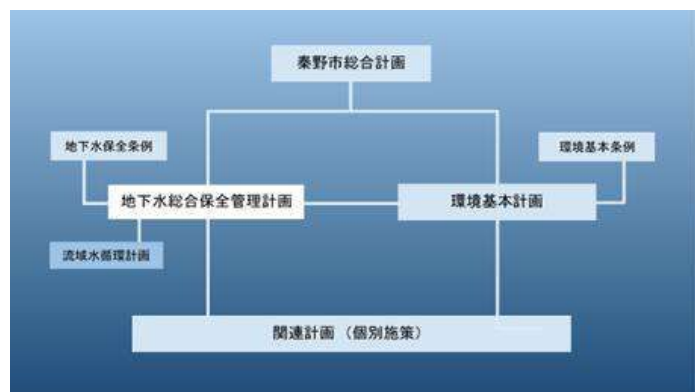 秦野市総合計画
地下水保全条例
環境基本条例
地下水総合保全管理計画
環境基本計画
流域水循環計画
関連計画（個別施策）